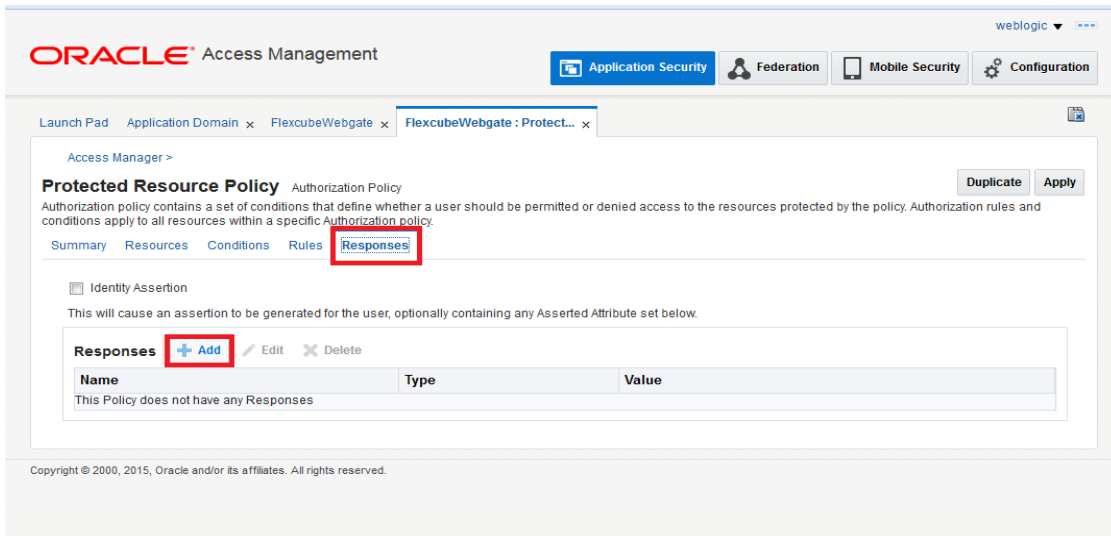 weblogic
ORACLE Access Management
Application Security Federation Mobile Security Configuration
Launch Pad Application Domain x FlexcubeWebgate x FlexcubeWebgate : Protect... x
Access Manager >
Protected Resource Policy Authorization Policy
Duplicate Apply
Authorization policy contains a set of conditions that define whether a user should be permitted or denied access to the resources protected by the policy. Authorization rules and
conditions apply to all resources within a specific Authorization policy.
Summary Resources Conditions Rules Responses
Identity Assertion
This will cause an assertion to be generated for the user, optionally containing any Asserted Attribute set below.
Responses Add Edit Delete
Name Type Value
This Policy does not have any Responses
Copyright © 2000, 2015, Oracle and/or its affiliates. All rights reserved.